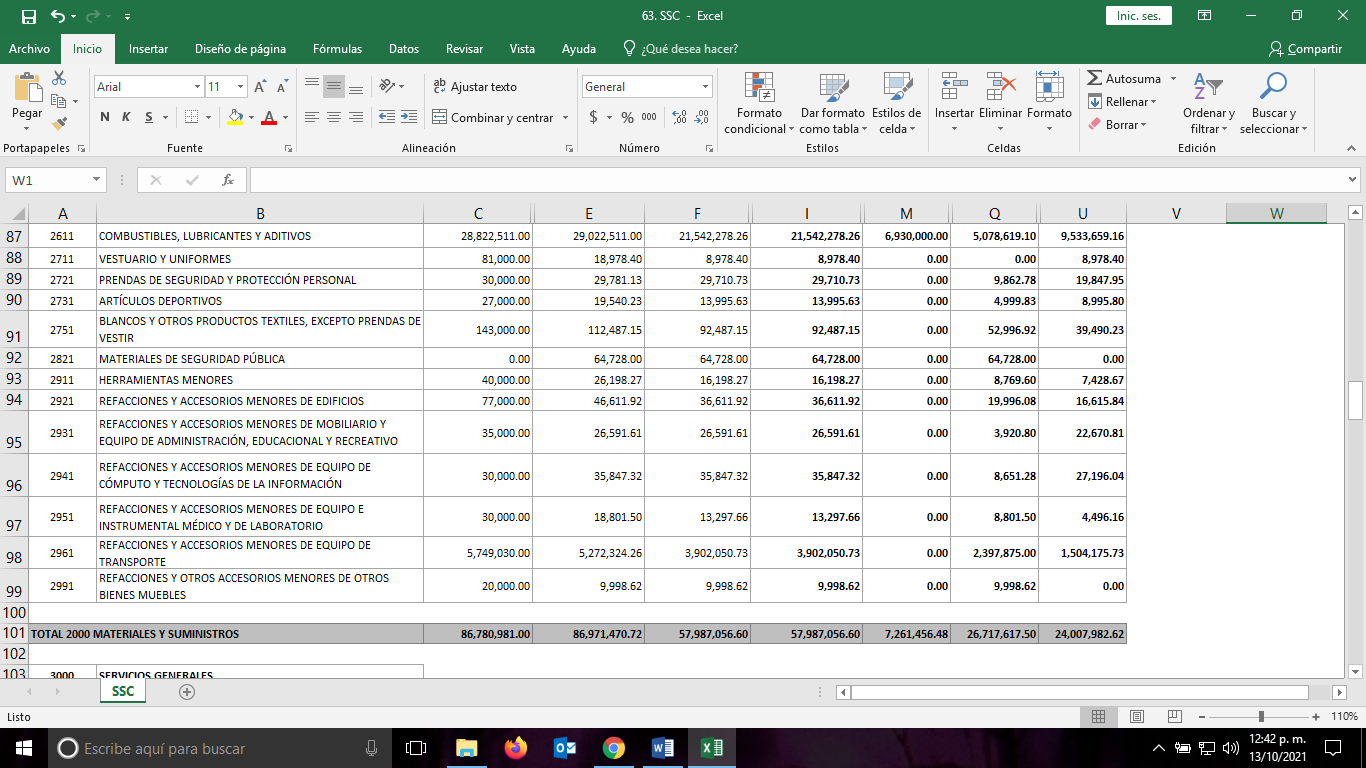 63. SSC - Excel
Inic. ses.
Archivo Inicio Insertar Diseño de página Fórmulas Datos Revisar Vista Ayuda ¿Qué desea hacer? Compartir
Arial 11 A A ab Ajustar texto General Autosuma
Pegar Formato Dar formato Estilos de Insertar Eliminar Formato Rellenar Ordenar y Buscar y
N K S A Combinar y centrar $ % 000 condicional como tabla celda Borrar filtrar seleccionar
Portapapeles Fuente Alineación Número Estilos Celdas Edición
W1 fx
A B C E F I M Q U V W
87 2611 COMBUSTIBLES, LUBRICANTES Y ADITIVOS 28,822,511.00 29,022,511.00 21,542,278.26 21,542,278.26 6,930,000.00 5,078,619.10 9,533,659.16
88 2711 VESTUARIO Y UNIFORMES 81,000.00 18,978.40 8,978.40 8,978.40 0.00 0.00 8,978.40
89 2721 PRENDAS DE SEGURIDAD Y PROTECCIÓN PERSONAL 30,000.00 29,781.13 29,710.73 29,710.73 0.00 9,862.78 19,847.95
90 2731 ARTÍCULOS DEPORTIVOS 27,000.00 19,540.23 13,995.63 13,995.63 0.00 4,999.83 8,995.80
BLANCOS Y OTROS PRODUCTOS TEXTILES, EXCEPTO PRENDAS DE
91 2751 VESTIR 143,000.00 112,487.15 92,487.15 92,487.15 0.00 52,996.92 39,490.23
92 2821 MATERIALES DE SEGURIDAD PÚBLICA 0.00 64,728.00 64,728.00 64,728.00 0.00 64,728.00 0.00
93 2911 HERRAMIENTAS MENORES 40,000.00 26,198.27 16,198.27 16,198.27 0.00 8,769.60 7,428.67
94 2921 REFACCIONES Y ACCESORIOS MENORES DE EDIFICIOS 77,000.00 46,611.92 36,611.92 36,611.92 0.00 19,996.08 16,615.84
REFACCIONES Y ACCESORIOS MENORES DE MOBILIARIO Y
95 2931 EQUIPO DE ADMINISTRACIÓN, EDUCACIONAL Y RECREATIVO 35,000.00 26,591.61 26,591.61 26,591.61 0.00 3,920.80 22,670.81
REFACCIONES Y ACCESORIOS MENORES DE EQUIPO DE
96 2941 CÓMPUTO Y TECNOLOGÍAS DE LA INFORMACIÓN 30,000.00 35,847.32 35,847.32 35,847.32 0.00 8,651.28 27,196.04
REFACCIONES Y ACCESORIOS MENORES DE EQUIPO E
97 2951 INSTRUMENTAL MÉDICO Y DE LABORATORIO 30,000.00 18,801.50 13,297.66 13,297.66 0.00 8,801.50 4,496.16
REFACCIONES Y ACCESORIOS MENORES DE EQUIPO DE
98 2961 TRANSPORTE 5,749,030.00 5,272,324.26 3,902,050.73 3,902,050.73 0.00 2,397,875.00 1,504,175.73
REFACCIONES Y OTROS ACCESORIOS MENORES DE OTROS
99 2991 BIENES MUEBLES 20,000.00 9,998.62 9,998.62 9,998.62 0.00 9,998.62 0.00
100
101 TOTAL 2000 MATERIALES Y SUMINISTROS 86,780,981.00 86,971,470.72 57,987,056.60 57,987,056.60 7,261,456.48 26,717,617.50 24,007,982.62
102
103 3000 SERVICIOS GENERALES
SSC
Listo 110%
Escribe aquí para buscar
12:42 p. m.
13/10/2021